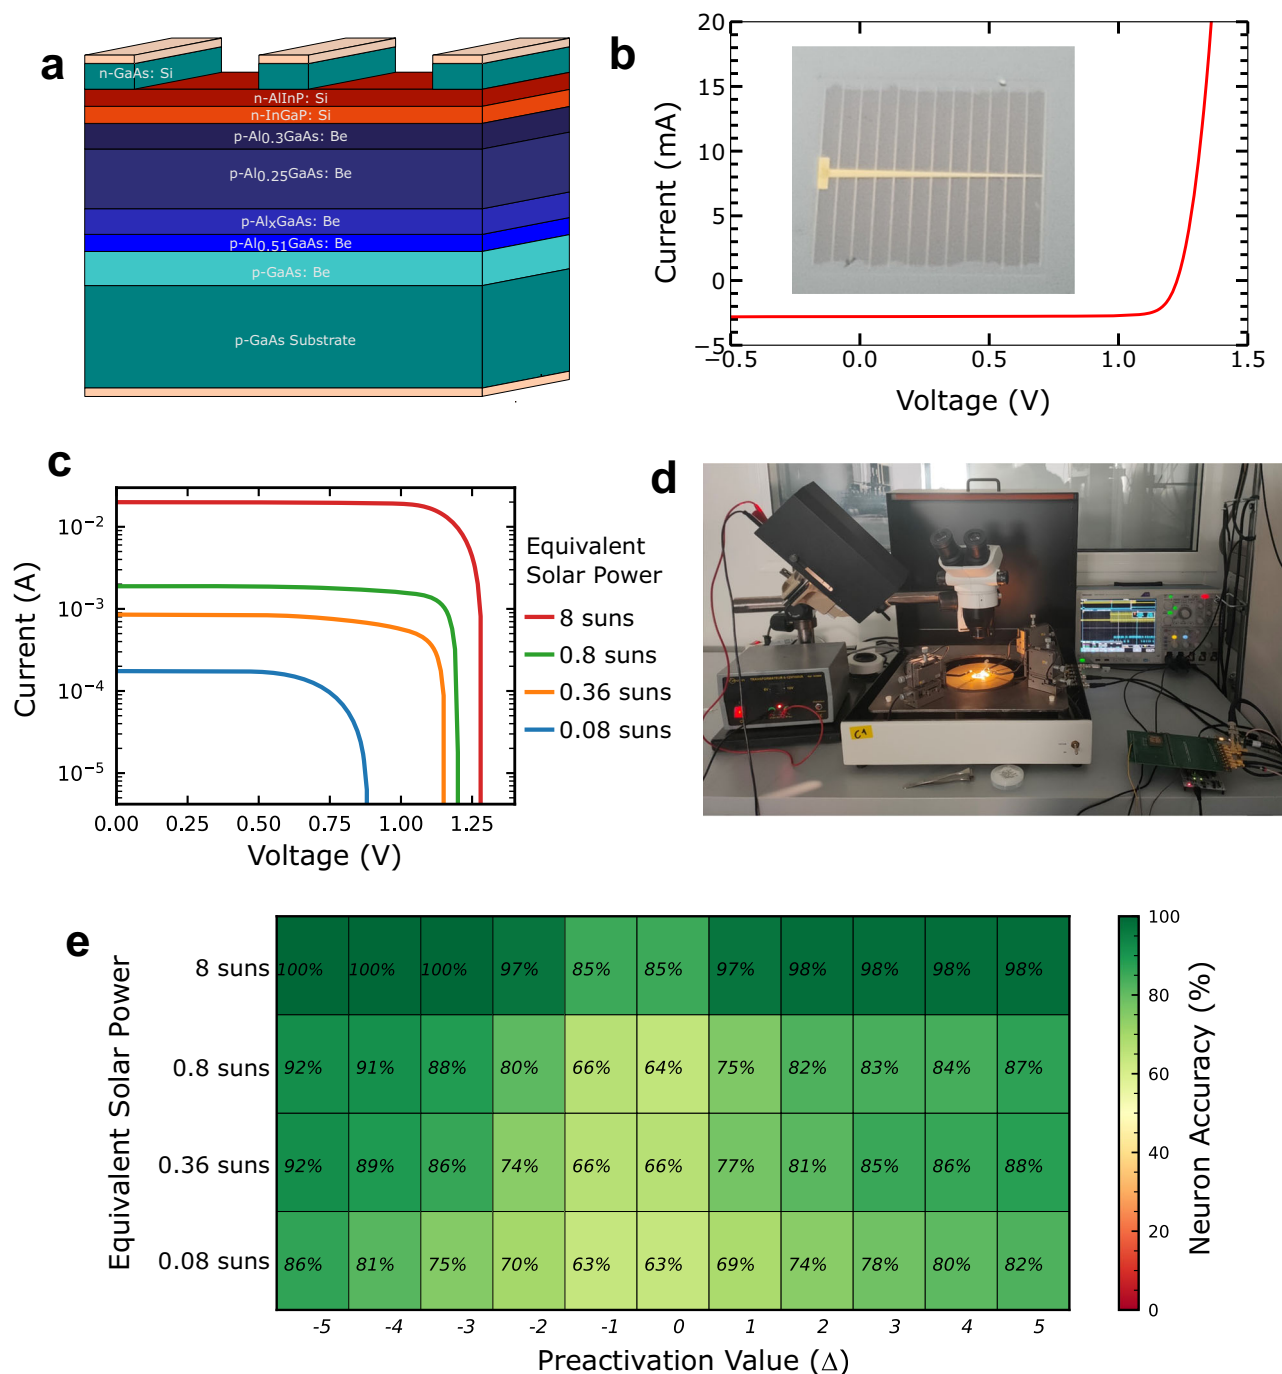 a
n-GaAs: Si
n-AlInP: Si
n-InGaP: Si
p-Al0.3GaAs: Be
p-Al0.25GaAs: Be
p-AlxGaAs: Be
p-Al0.51GaAs: Be
p-GaAs: Be
p-GaAs Substrate
b
Current (mA)
20
15
10
5
0
−5
−0.5
0.0
0.5
1.0
1.5
Voltage (V)
c
Current (A)
10−2
10−3
10−4
10−5
0.00
0.25
0.50
0.75
1.00
1.25
Voltage (V)
Equivalent
Solar Power
8 suns
0.8 suns
0.36 suns
0.08 suns
d
CA
e
Equivalent Solar Power
8 suns 100% 100% 100% 97% 85% 85% 97% 98% 98% 98% 98%
0.8 suns 92% 91% 88% 80% 66% 64% 75% 82% 83% 84% 87%
0.36 suns 92% 89% 86% 74% 66% 66% 77% 81% 85% 86% 88%
0.08 suns 86% 81% 75% 70% 63% 63% 69% 74% 78% 80% 82%
-5 -4 -3 -2 -1 0 1 2 3 4 5
Preactivation Value (Δ)
100
80
60
40
20
0
Neuron Accuracy (%)